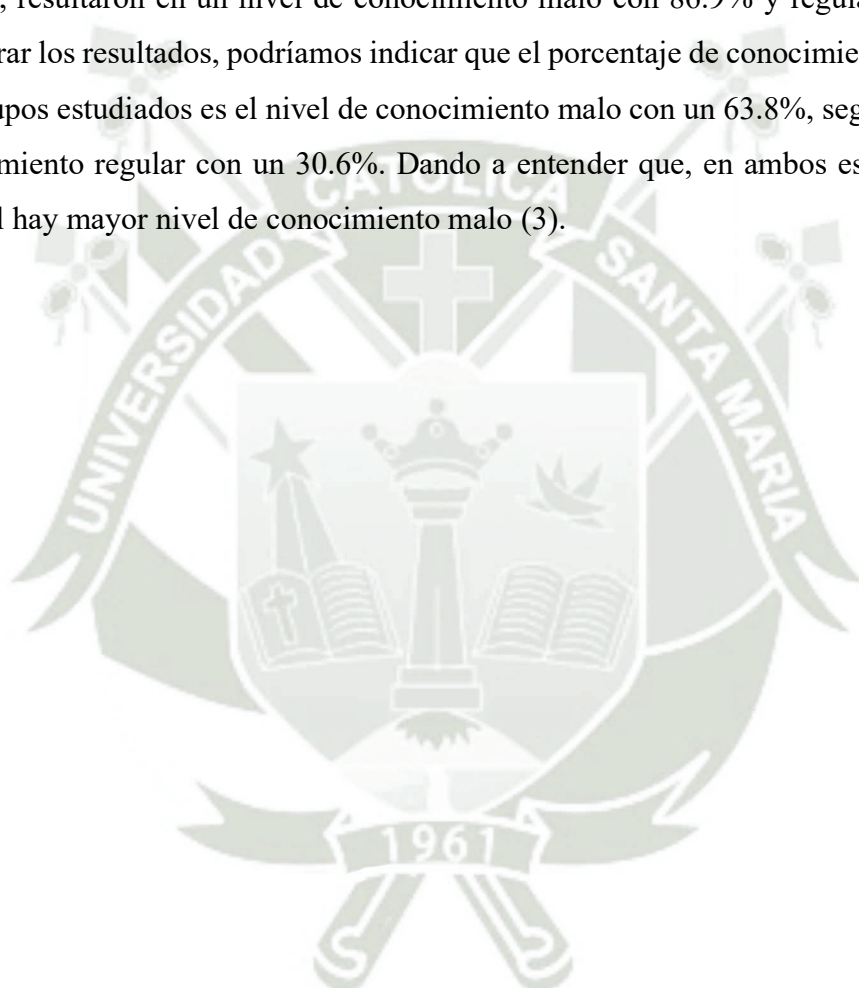 resultaron en un nivel de conocimiento malo con 86.9% y regula
rar los resultados, podríamos indicar que el porcentaje de conocimie
upos estudiados es el nivel de conocimiento malo con un 63.8%, seg
miento regular con un 30.6%. Dando a entender que, en ambos es
l hay mayor nivel de conocimiento malo (3).
UNIVERSIDAD CATOLICA SANTA MARIA
1961